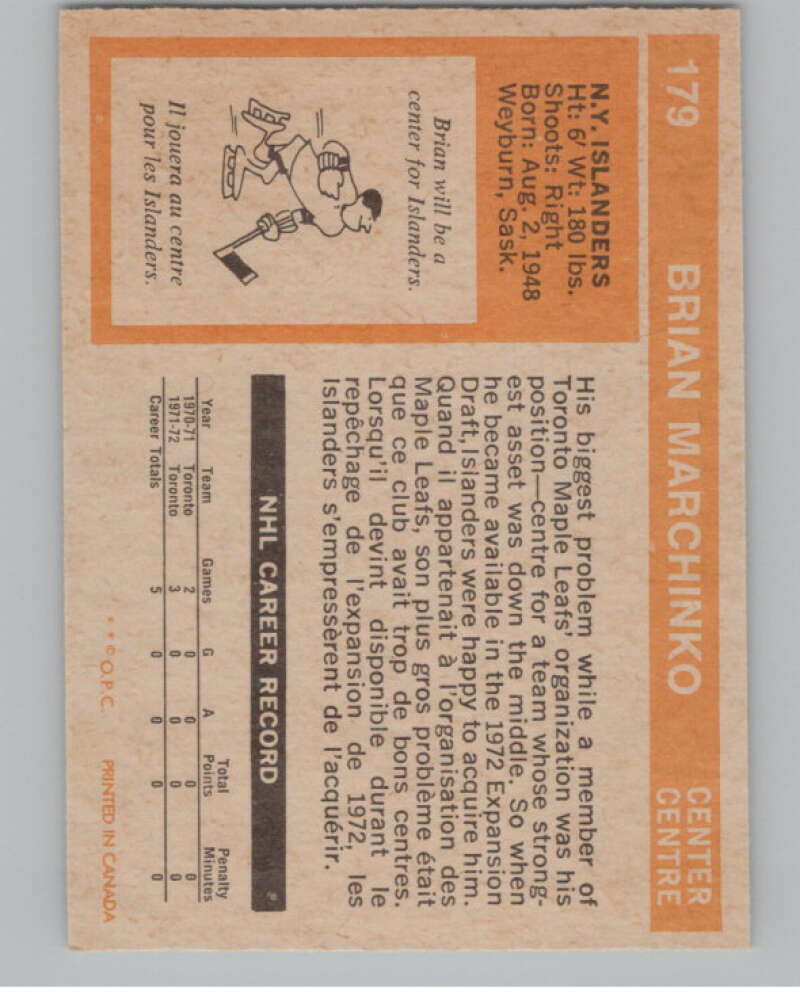 179 BRIAN MARCHINKO CENTER
CENTRE
N.Y. ISLANDERS
Ht: 6' Wt: 180 lbs.
Shoots: Right
Born: Aug. 2, 1948
Weyburn, Sask.
Brian will be a
center for Islanders.
Il jouera au centre
pour les Islanders.
His biggest problem while a member of
Toronto Maple Leafs' organization was his
position—centre for a team whose strong-
est asset was down the middle. So when
he became available in the 1972 Expansion
Draft, Islanders were happy to acquire him.
Quand il appartenait à l'organisation des
Maple Leafs, son plus gros problème était
que ce club avait trop de bons centres.
Lorsqu'il devint disponible durant le
repêchage de l'expansion de 1972, les
Islanders s'empressèrent de l'acquérir.
NHL CAREER RECORD
Year Team Games G A Total Points Penalty Minutes
1970-71 Toronto 2 0 0 0 0
1971-72 Toronto 3 0 0 0 0
Career Totals 5 0 0 0 0
* * © O.P.C. PRINTED IN CANADA